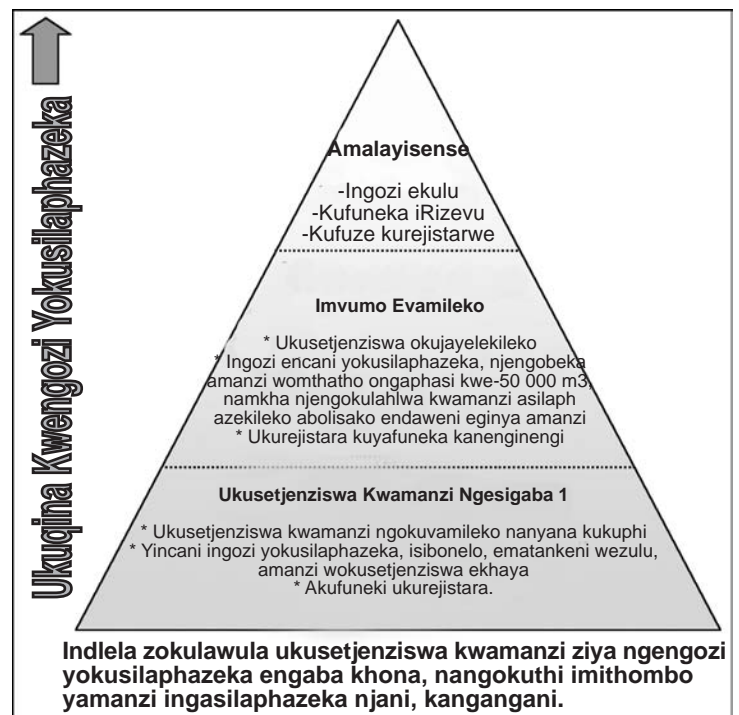 Ukuqina Kwengozi Yokusilaphazeka
Amalayisense
-Ingozi ekulu
-Kufuneka iRizevu
-Kufuze kurejistarwe
Imvumo Evamileko
* Ukusetjenziswa okujayelekileko
* Ingozi encani yokusilaphazeka, njengobeka
amanzi womthatho ongaphasi kwe-50 000 m3,
namkha njengokulahlwa kwamanzi asilaph
azekileko abolisako endaweni eginya amanzi
* Ukurejistara kuyafuneka kanenginengi
Ukusetjenziswa Kwamanzi Ngesigaba 1
* Ukusetjenziswa kwamanzi ngokuvamileko nanyana kukuphi
* Yincani ingozi yokusilaphazeka, isibonelo, ematankeni wezulu,
amanzi wokusetjenziswa ekhaya
* Akufuneki ukurejistara.
Indlela zokulawula ukusetjenziswa kwamanzi ziya ngengozi
yokusilaphazeka engaba khona, nangokuthi imithombo
yamanzi ingasilaphazeka njani, kangangani.